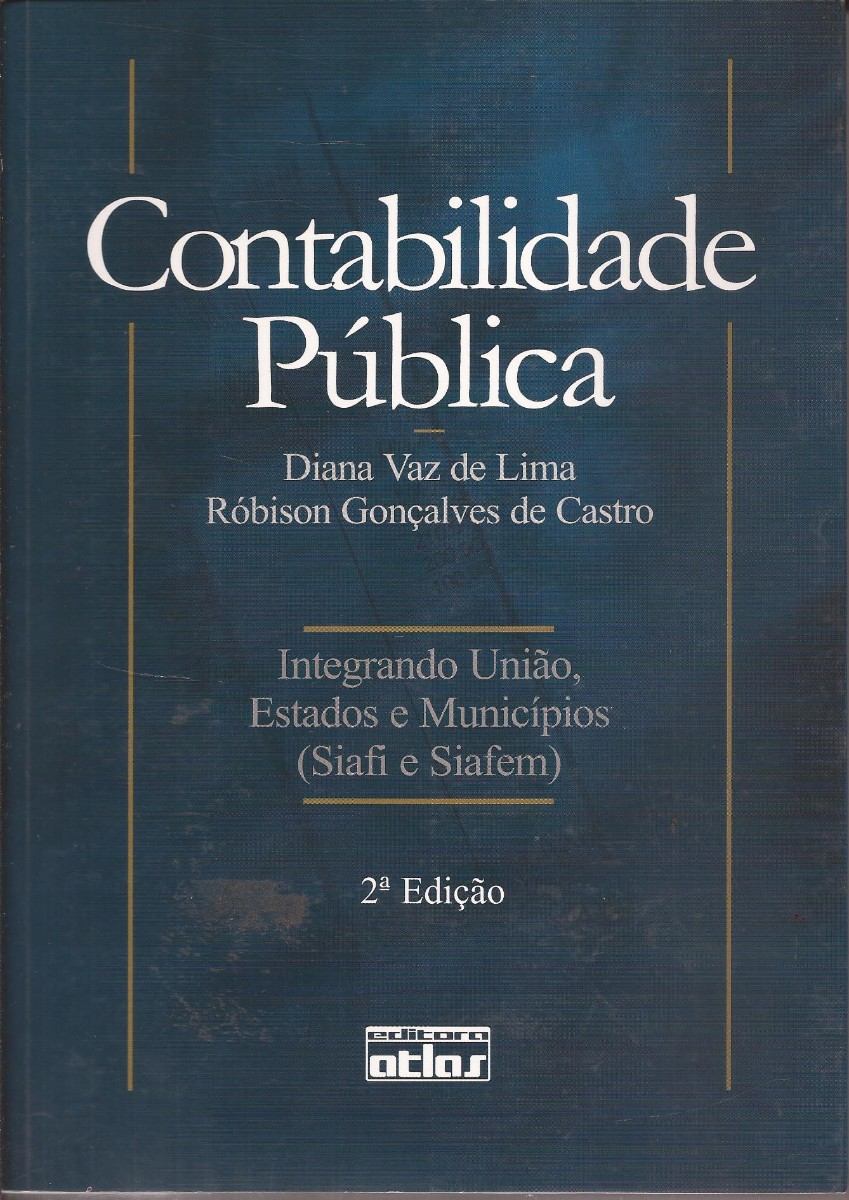 Contabilidade
Pública
Diana Vaz de Lima
Róbison Gonçalves de Castro
Integrando União,
Estados e Municípios
(Siafi e Siafem)
2ª Edição
editora
atlas